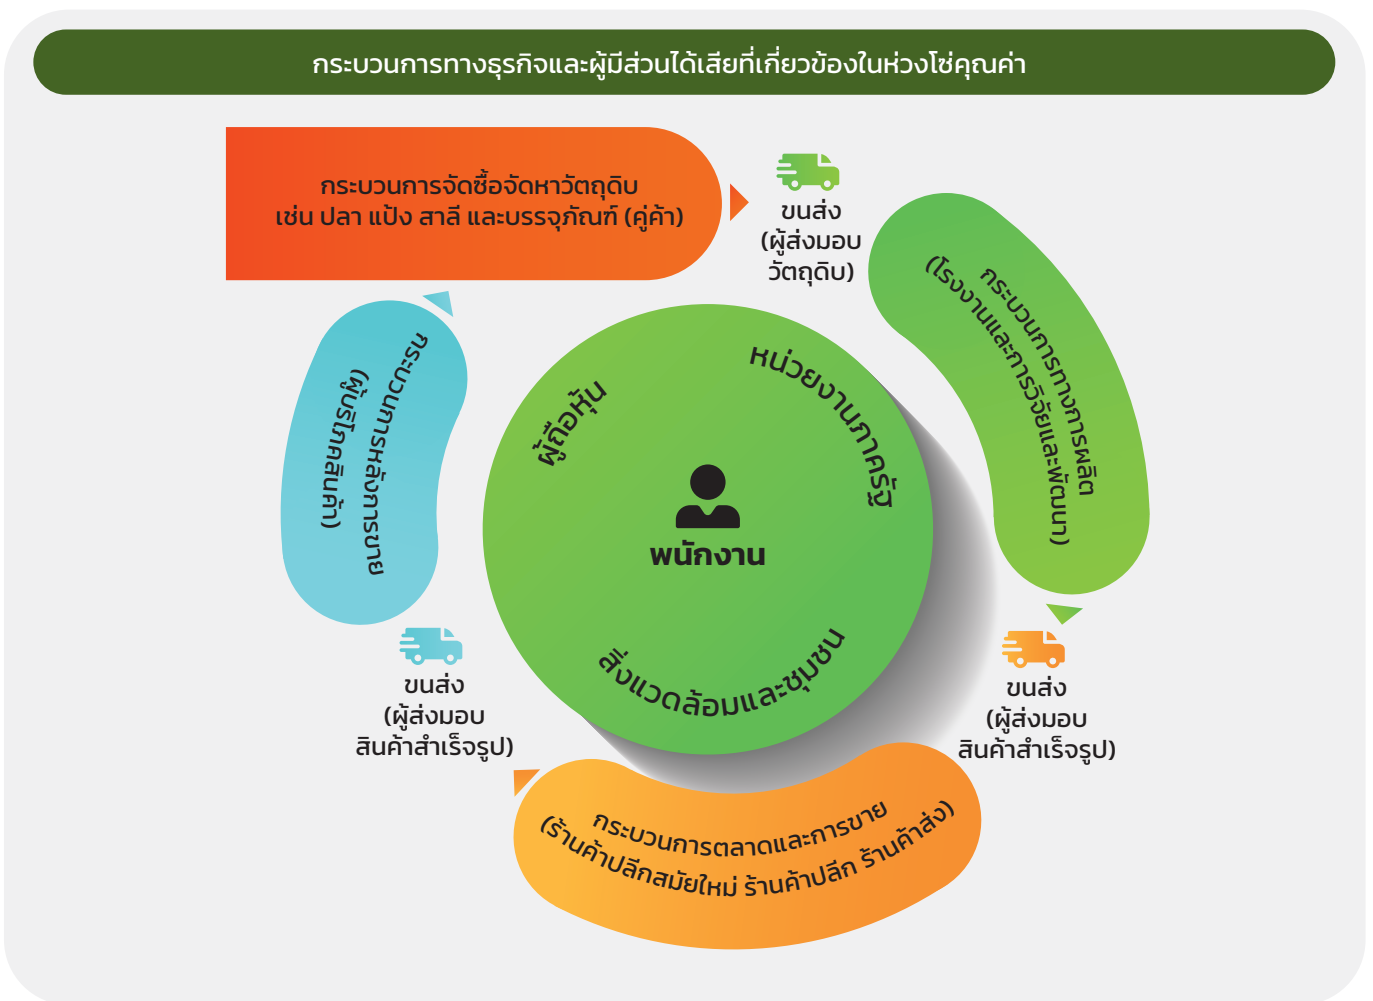 กระบวนการทางธุรกิจและผู้มีส่วนได้เสียที่เกี่ยวข้องในห่วงโซ่คุณค่า
กระบวนการจัดซื้อจัดหาวัตถุดิบ
เช่น ปลา แป้ง สาลี และบรรจุภัณฑ์ (คู่ค้า)
ขนส่ง
(ผู้ส่งมอบ
วัตถุดิบ)
กระบวนการทางการผลิต
(โรงงานและการวิจัยและพัฒนา)
ขนส่ง
(ผู้ส่งมอบ
สินค้าสำเร็จรูป)
กระบวนการตลาดและการขาย
(ร้านค้าปลีกสมัยใหม่ ร้านค้าปลีก ร้านค้าส่ง)
ขนส่ง
(ผู้ส่งมอบ
สินค้าสำเร็จรูป)
กระบวนการหลังการขาย
(ผู้บริโภคสินค้า)
ผู้ถือหุ้น
หน่วยงานภาครัฐ
พนักงาน
สิ่งแวดล้อมและชุมชน